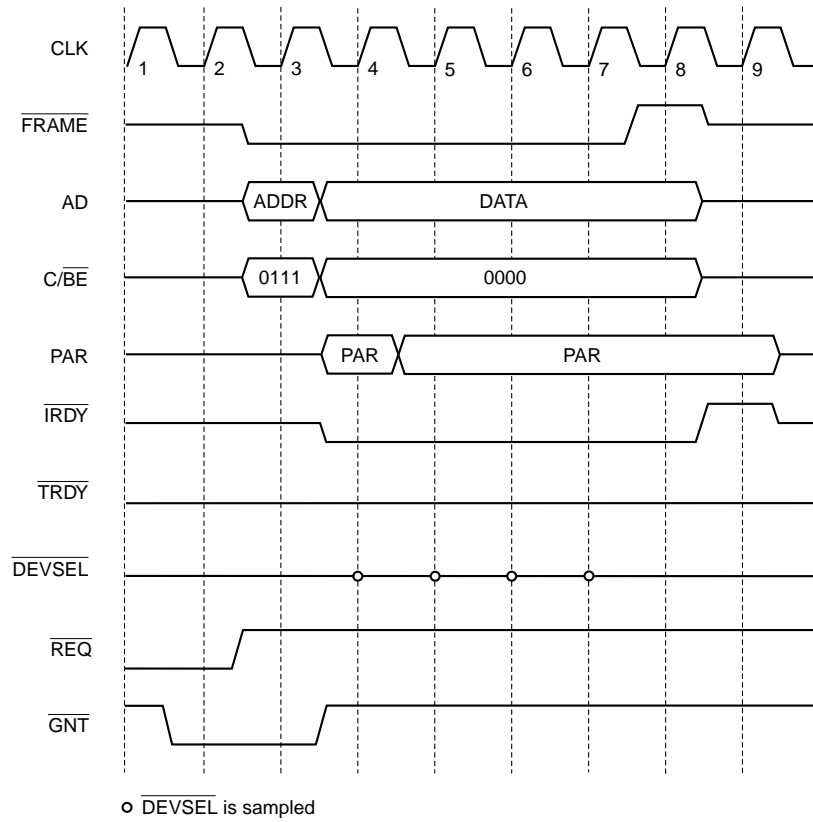 CLK
1 2 3 4 5 6 7 8 9
FRAME
AD ADDR DATA
C/BE 0111 0000
PAR PAR PAR
IRDY
TRDY
DEVSEL
REQ
GNT
DEVSEL is sampled